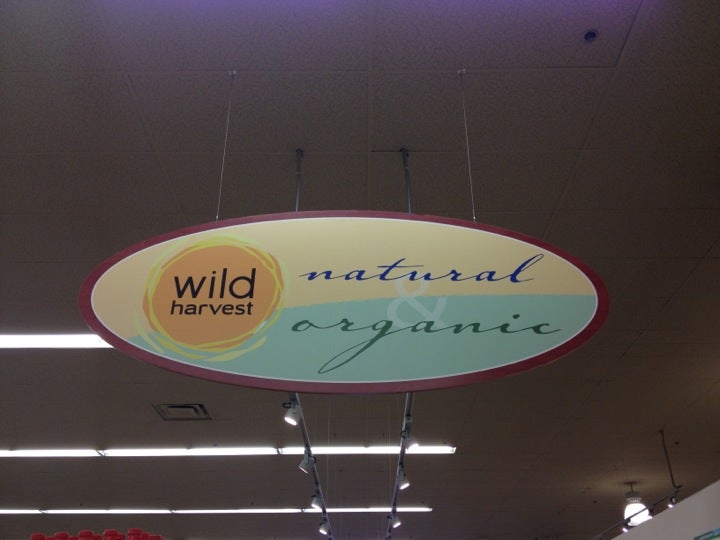 wild
harvest
natural
&
organic